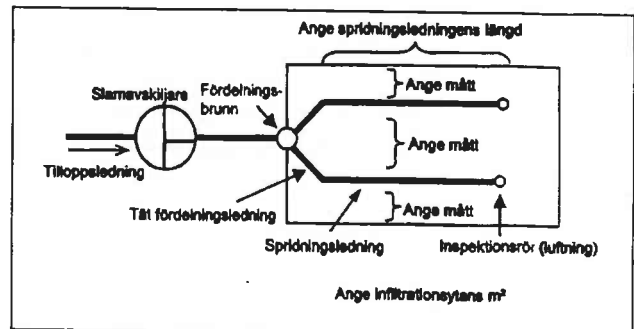 Ange spridningsledningens längd
Slamavskiljare
Fördelnings-
brunn
Ange mått
Ange mått
Tilloppsledning
Tät fördelningsledning
Ange mått
Spridningsledning
Inspektionsrör (luftning)
Ange infiltrationsytans m²